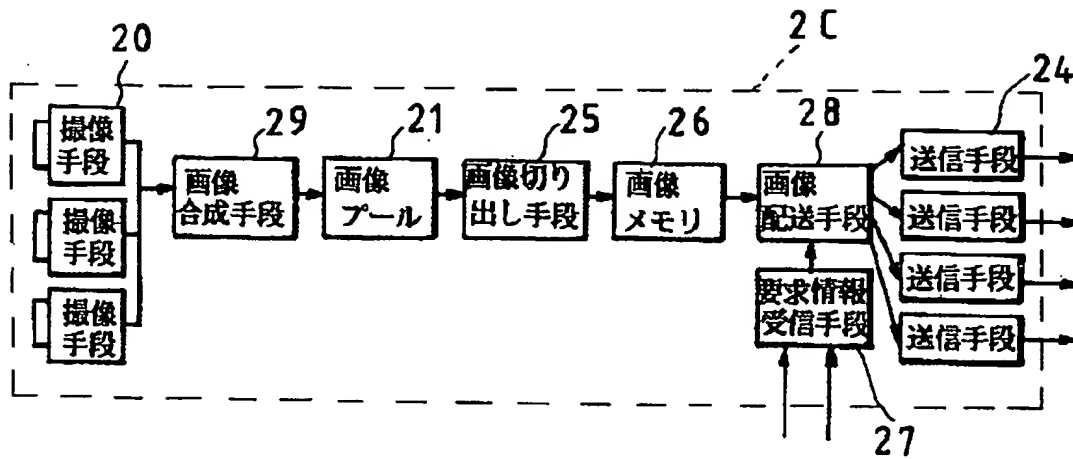 2C
20
24
29
21
25
26
28
撮像
手段
撮像
手段
撮像
手段
画像
合成手段
画像
プール
画像切り
出し手段
画像
メモリ
画像
配送手段
要求情報
受信手段
送信手段
送信手段
送信手段
送信手段
27